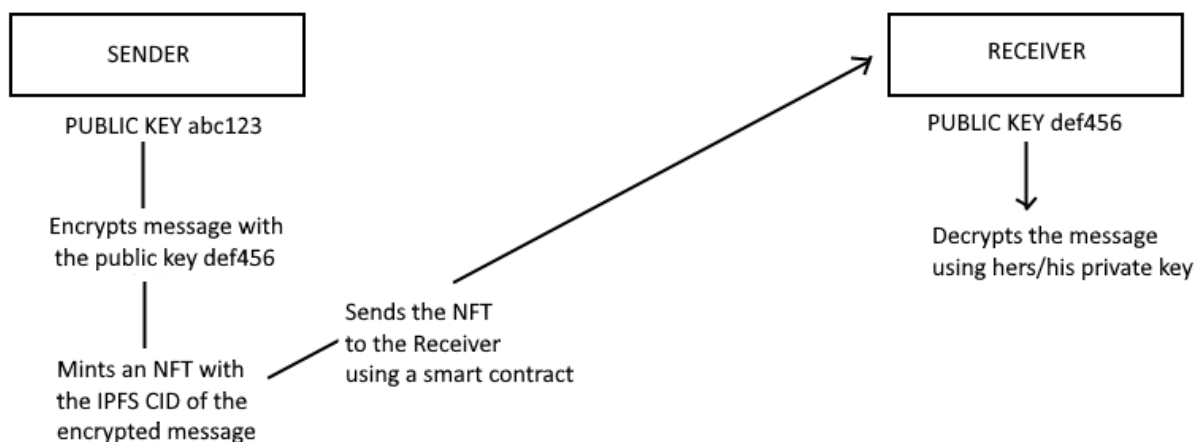 SENDER
PUBLIC KEY abc123
Encrypts message with
the public key def456
Mints an NFT with
the IPFS CID of the
encrypted message
Sends the NFT
to the Receiver
using a smart contract
RECEIVER
PUBLIC KEY def456
Decrypts the message
using hers/his private key